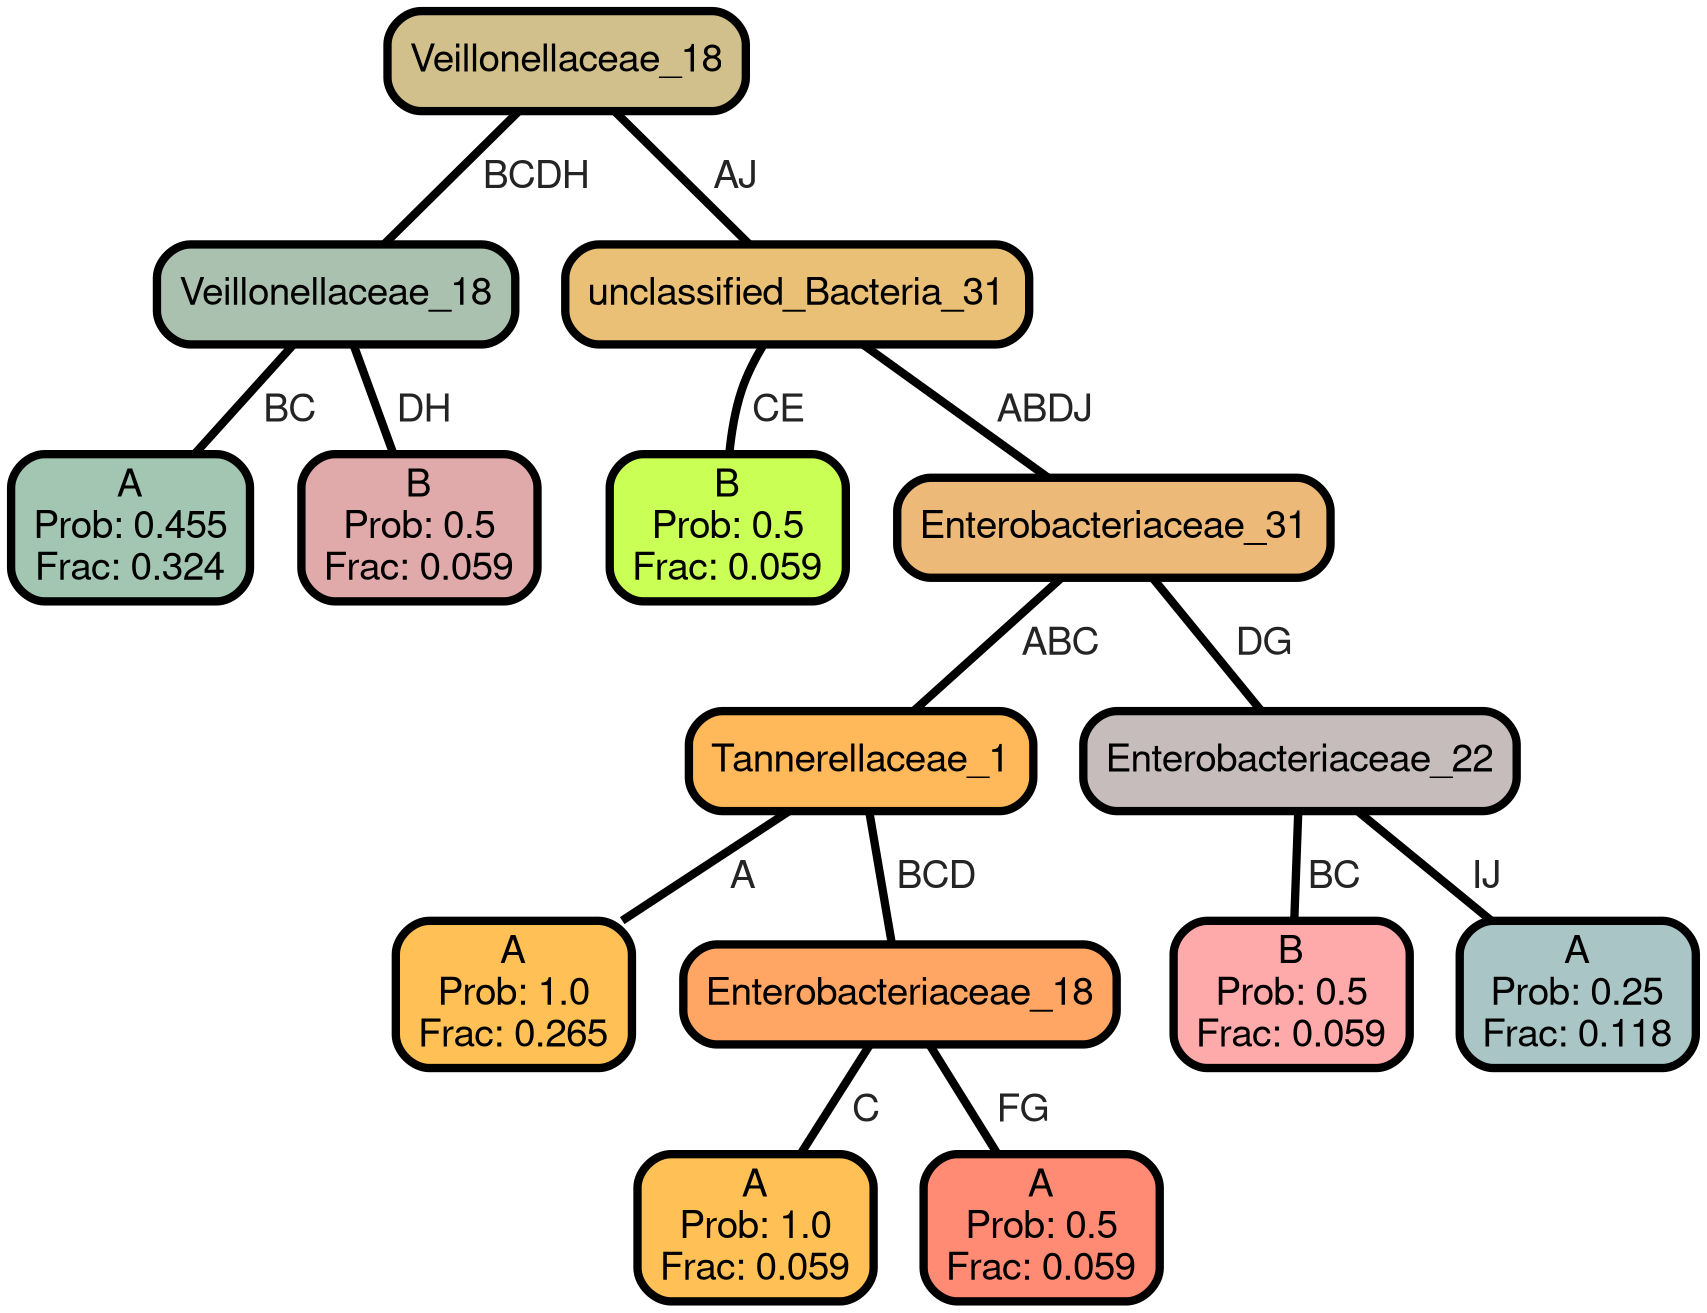 Veillonellaceae_18
BCDH
AJ
Veillonellaceae_18
unclassified_Bacteria_31
BC
DH
CE
ABDJ
A
Prob: 0.455
Frac: 0.324
B
Prob: 0.5
Frac: 0.059
B
Prob: 0.5
Frac: 0.059
Enterobacteriaceae_31
ABC
DG
Tannerellaceae_1
Enterobacteriaceae_22
A
BCD
BC
IJ
A
Prob: 1.0
Frac: 0.265
Enterobacteriaceae_18
B
Prob: 0.5
Frac: 0.059
A
Prob: 0.25
Frac: 0.118
C
FG
A
Prob: 1.0
Frac: 0.059
A
Prob: 0.5
Frac: 0.059